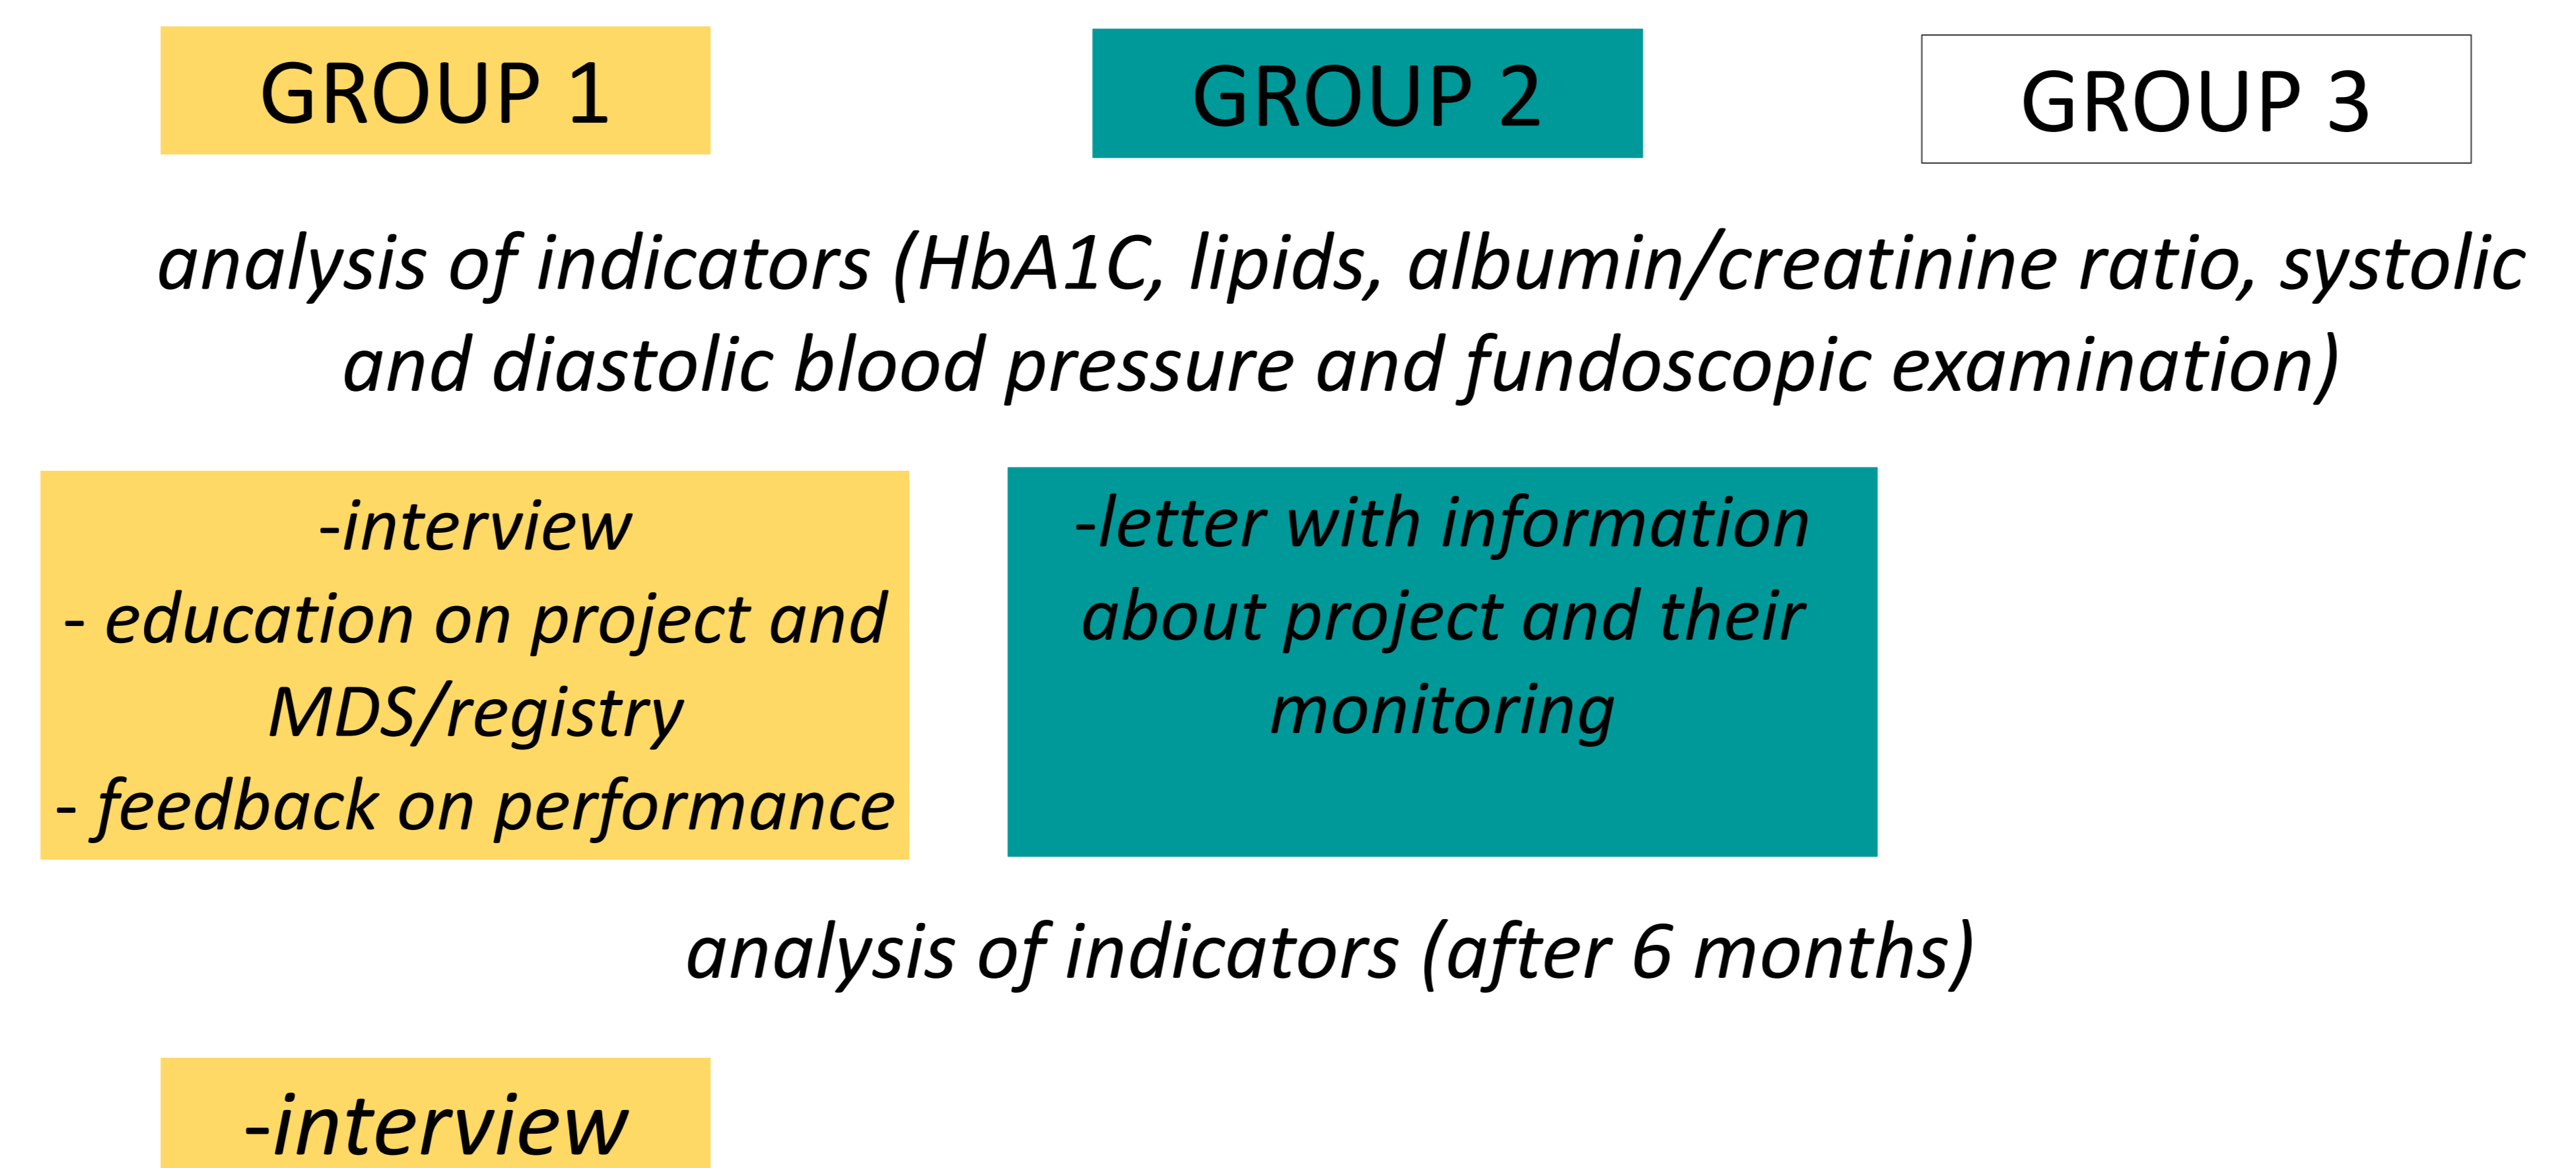 GROUP 1
GROUP 2
GROUP 3
analysis of indicators (HbA1C, lipids, albumin/creatinine ratio, systolic
and diastolic blood pressure and fundoscopic examination)
-interview
- education on project and
MDS/registry
- feedback on performance
-letter with information
about project and their
monitoring
analysis of indicators (after 6 months)
-interview